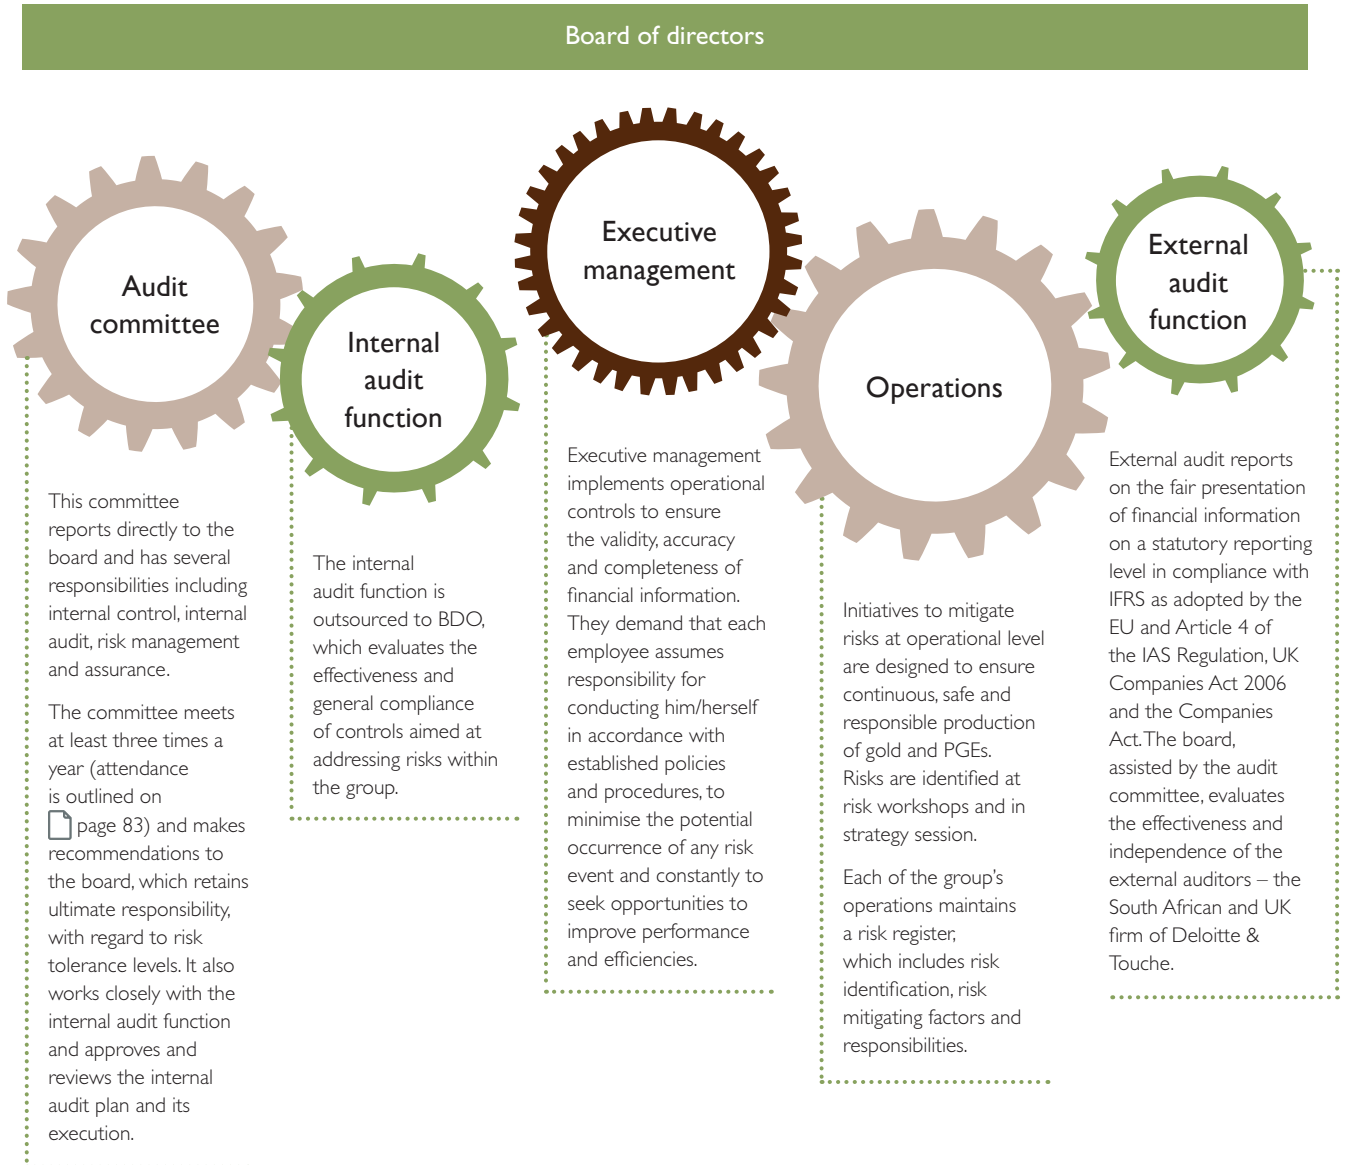 Board of directors
Audit
committee
This committee
reports directly to the
board and has several
responsibilities including
internal control, internal
audit, risk management
and assurance.
The committee meets
at least three times a
year (attendance
is outlined on
page 83) and makes
recommendations to
the board, which retains
ultimate responsibility,
with regard to risk
tolerance levels. It also
works closely with the
internal audit function
and approves and
reviews the internal
audit plan and its
execution.
Internal
audit
function
The internal
audit function is
outsourced to BDO,
which evaluates the
effectiveness and
general compliance
of controls aimed at
addressing risks within
the group.
Executive
management
Executive management
implements operational
controls to ensure
the validity, accuracy
and completeness of
financial information.
They demand that each
employee assumes
responsibility for
conducting him/herself
in accordance with
established policies
and procedures, to
minimise the potential
occurrence of any risk
event and constantly to
seek opportunities to
improve performance
and efficiencies.
Operations
Initiatives to mitigate
risks at operational level
are designed to ensure
continuous, safe and
responsible production
of gold and PGEs.
Risks are identified at
risk workshops and in
strategy session.
Each of the group's
operations maintains
a risk register,
which includes risk
identification, risk
mitigating factors and
responsibilities.
External
audit
function
External audit reports
on the fair presentation
of financial information
on a statutory reporting
level in compliance with
IFRS as adopted by the
EU and Article 4 of
the IAS Regulation, UK
Companies Act 2006
and the Companies
Act. The board,
assisted by the audit
committee, evaluates
the effectiveness and
independence of the
external auditors – the
South African and UK
firm of Deloitte &
Touche.